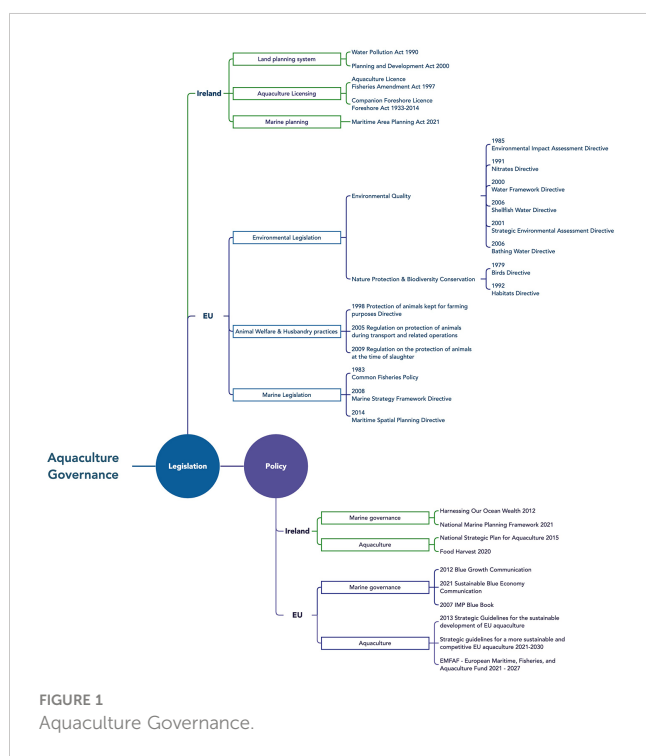 Water Pollution Act 1990
Land planning system
Planning and Development Act 2000
Aquaculture Licence
Fisheries Amendment Act 1997
Ireland
Aquaculture Licensing
Companion Foreshore Licence
Foreshore Act 1933-2014
Marine planning
Maritime Area Planning Act 2021
1985
Environmental Impact Assessment Directive
1991
Nitrates Directive
2000
Water Framework Directive
Environmental Quality
2006
Shellfish Water Directive
2001
Strategic Environmental Assessment Directive
Environmental Legislation
2006
Bathing Water Directive
1979
Birds Directive
Nature Protection & Biodiversity Conservation
1992
Habitats Directive
EU
1998 Protection of animals kept for farming
purposes Directive
Animal Welfare & Husbandry practices
2005 Regulation on protection of animals
during transport and related operations
2009 Regulation on the protection of animals
at the time of slaughter
1983
Common Fisheries Policy
Marine Legislation
2008
Marine Strategy Framework Directive
2014
Maritime Spatial Planning Directive
Aquaculture
Governance
Legislation
Policy
Harnessing Our Ocean Wealth 2012
Marine governance
National Marine Planning Framework 2021
Ireland
National Strategic Plan for Aquaculture 2015
Aquaculture
Food Harvest 2020
2012 Blue Growth Communication
Marine governance
2021 Sustainable Blue Economy
Communication
2007 IMP Blue Book
EU
2013 Strategic Guidelines for the sustainable
development of EU aquaculture
Aquaculture
Strategic guidelines for a more sustainable and
competitive EU aquaculture 2021-2030
EMFAF - European Maritime, Fisheries, and
Aquaculture Fund 2021 - 2027
FIGURE 1
Aquaculture Governance.